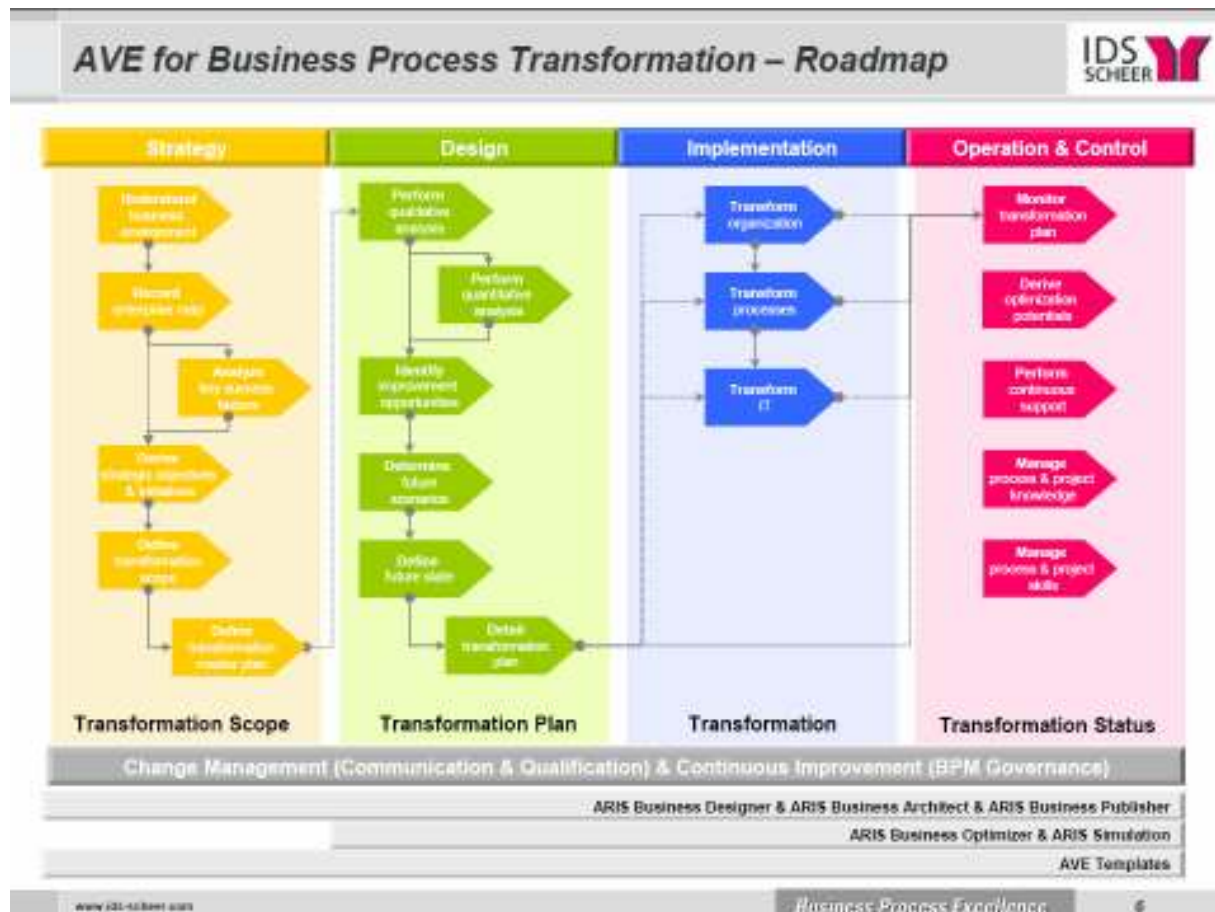 AVE for Business Process Transformation – Roadmap
IDS
SCHEER
Strategy
Design
Implementation
Operation & Control
Understand
business
environment
Record
enterprise
Analyze
key success
factors
Derive
strategic objectives
& initiatives
Define
transformation
scope
Define
transformation
master plan
Transformation Scope
Perform
qualitative
analysis
Perform
quantitative
analysis
Identify
improvement
opportunities
Determine
future
scenarios
Define
future state
Detail
transformation
plan
Transformation Plan
Transform
organization
Transform
processes
Transform
IT
Transformation
Monitor
transformation
plan
Derive
optimization
potentials
Perform
continuous
support
Manage
process & project
knowledge
Manage
process & project
skills
Transformation Status
Change Management (Communication & Qualification) & Continuous Improvement (BPM Governance)
ARIS Business Designer & ARIS Business Architect & ARIS Business Publisher
ARIS Business Optimizer & ARIS Simulation
AVE Templates
www.ids-scheer.com
Business Process Excellence
6